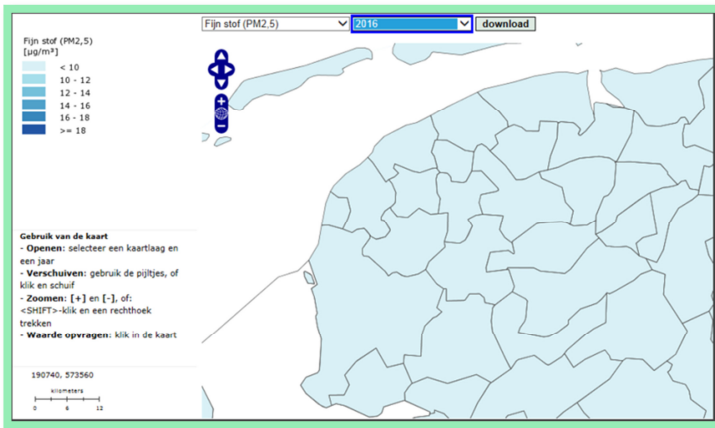 Fijn stof (PM2,5) 2016 download
Fijn stof (PM2,5)
[µg/m³]
< 10
10 - 12
12 - 14
14 - 16
16 - 18
>= 18
Gebruik van de kaart
- Openen: selecteer een kaartlaag en
een jaar
- Verschuiven: gebruik de pijltjes, of
klik en schuif
- Zoomen: [+] en [-], of:
<SHIFT>-klik en een rechthoek
trekken
- Waarde opvragen: klik in de kaart
190740, 573560
kilometers
0 6 12